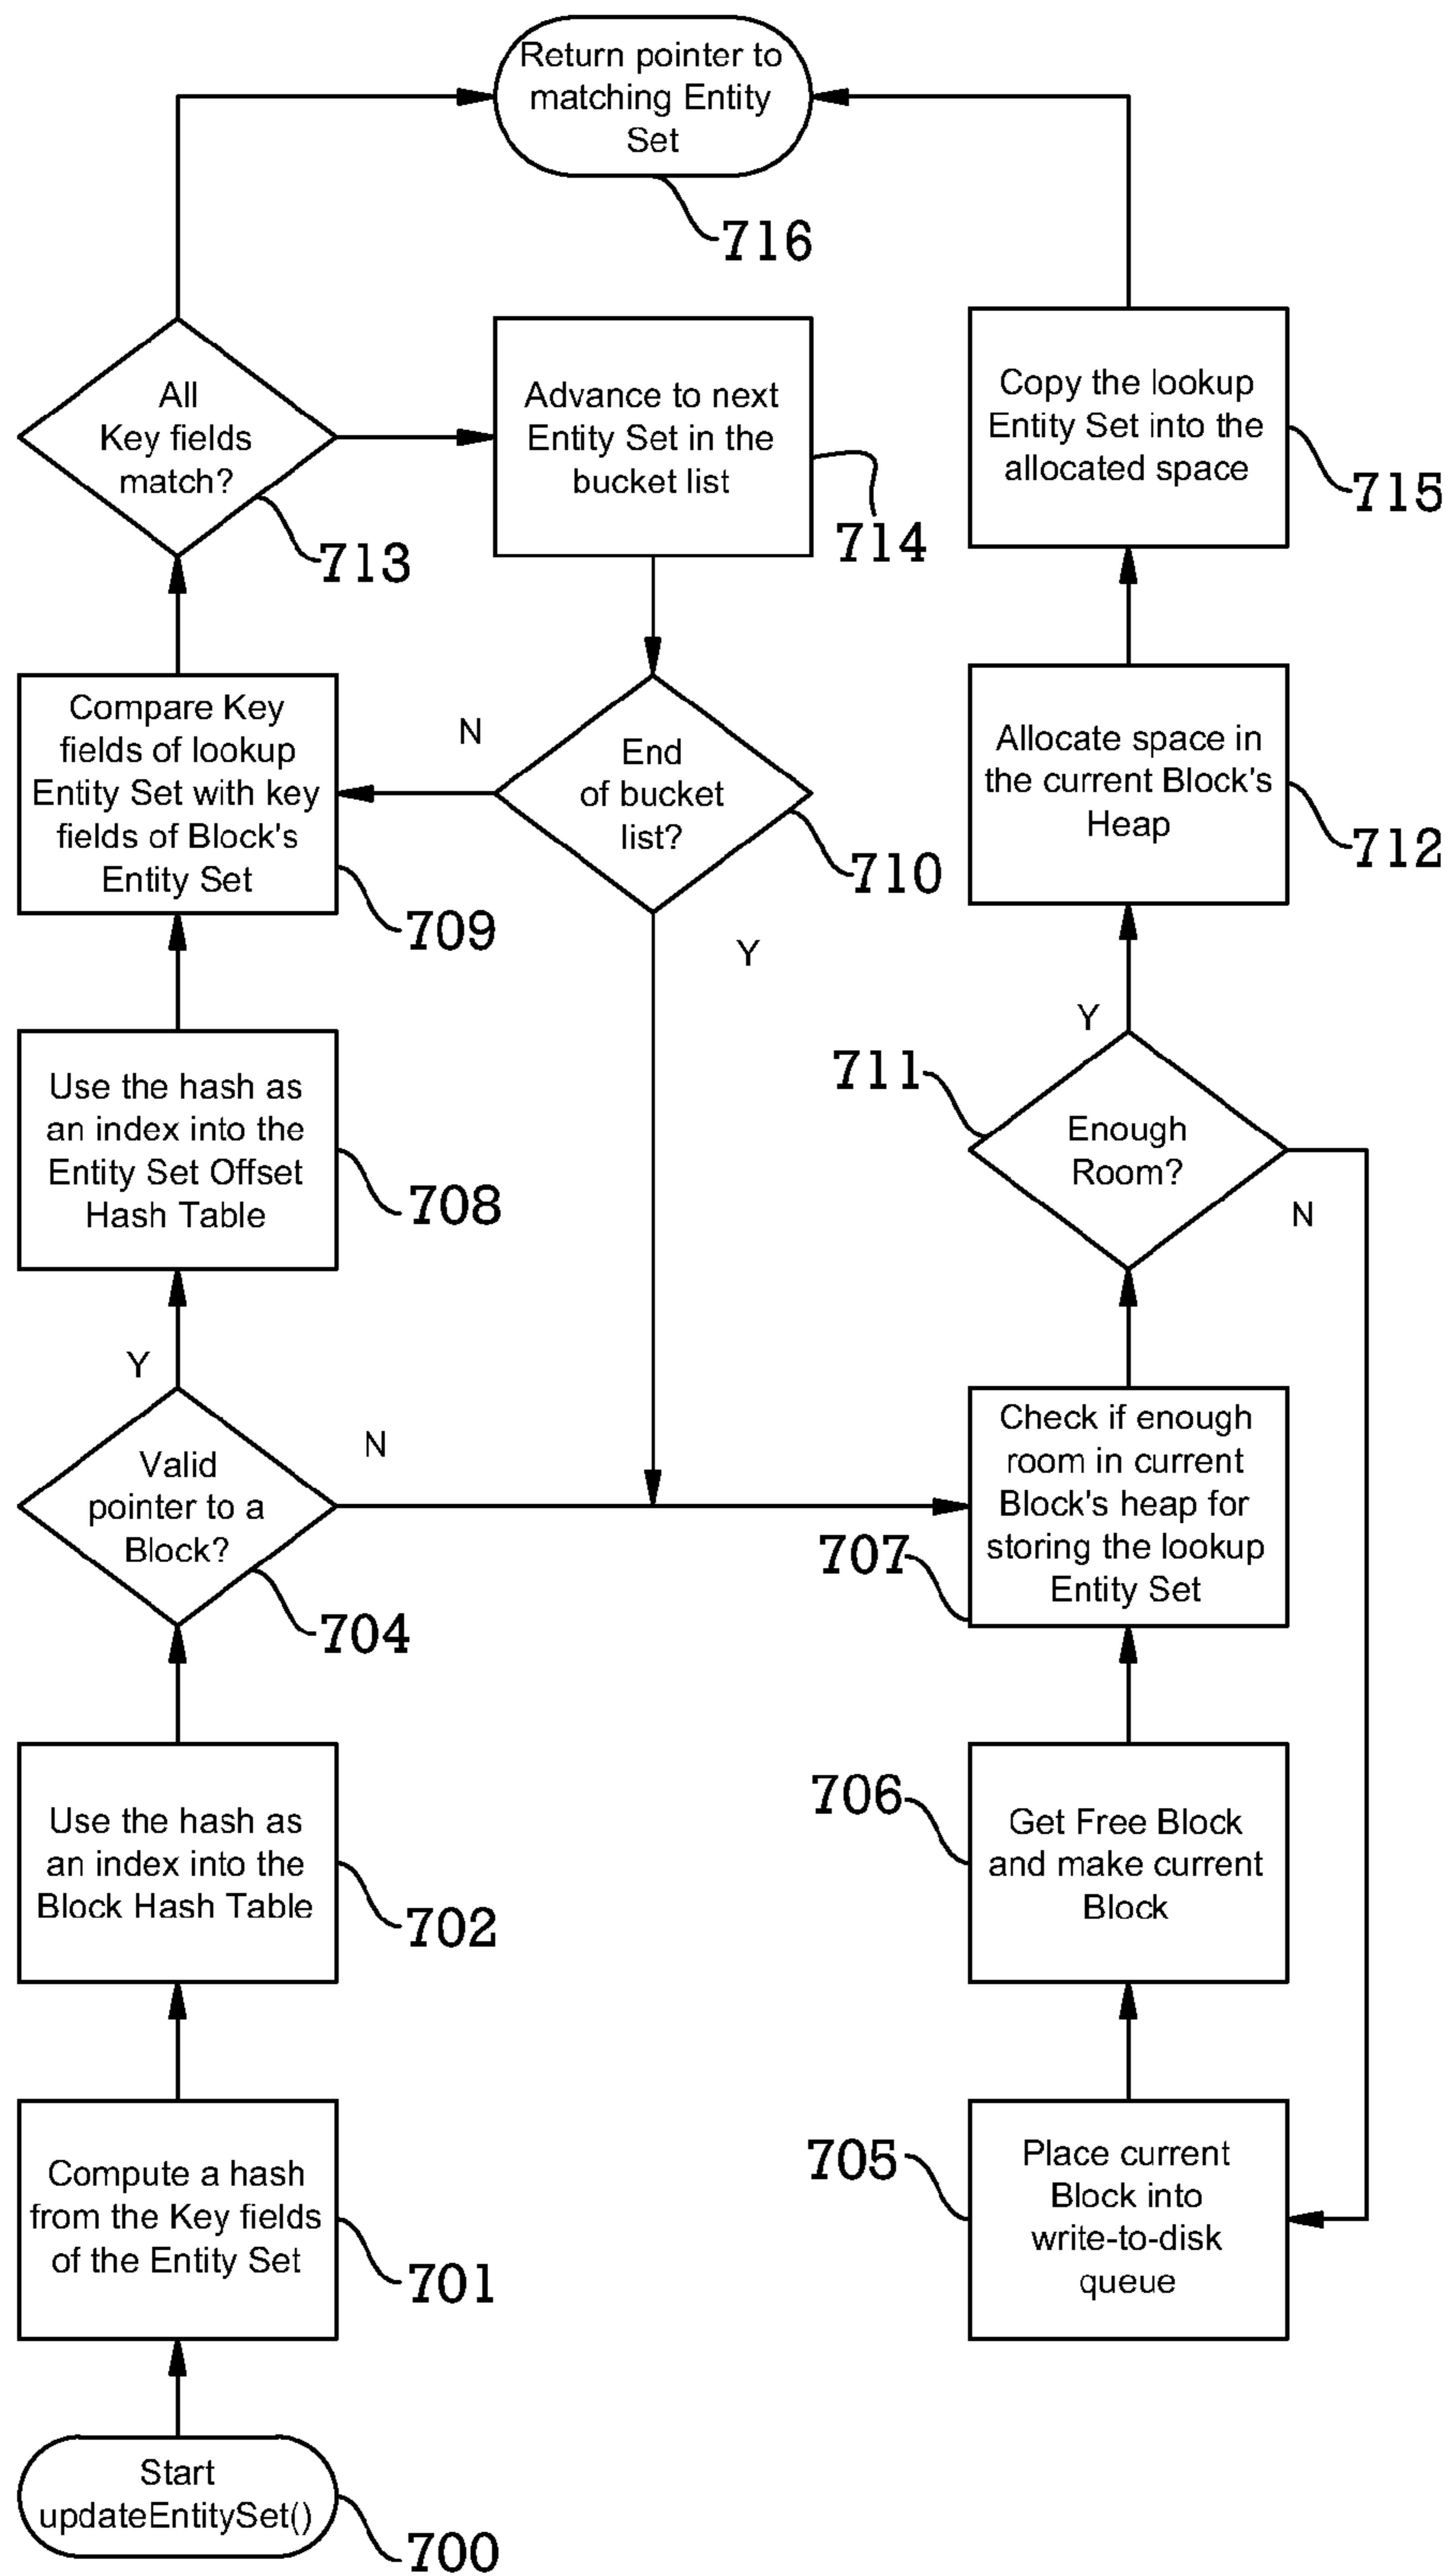 Return pointer to
matching Entity
Set
716
All
Key fields
match?
713
Advance to next
Entity Set in the
bucket list
714
Copy the lookup
Entity Set into the
allocated space
715
Compare Key
fields of lookup
Entity Set with key
fields of Block's
Entity Set
709
N
End
of bucket
list?
710
Y
Allocate space in
the current Block's
Heap
712
Y
711
Enough
Room?
N
Use the hash as
an index into the
Entity Set Offset
Hash Table
708
Y
Valid
pointer to a
Block?
N
704
Check if enough
room in current
Block's heap for
storing the lookup
Entity Set
707
Use the hash as
an index into the
Block Hash Table
702
706
Get Free Block
and make current
Block
Compute a hash
from the Key fields
of the Entity Set
701
705
Place current
Block into
write-to-disk
queue
Start
updateEntitySet()
700